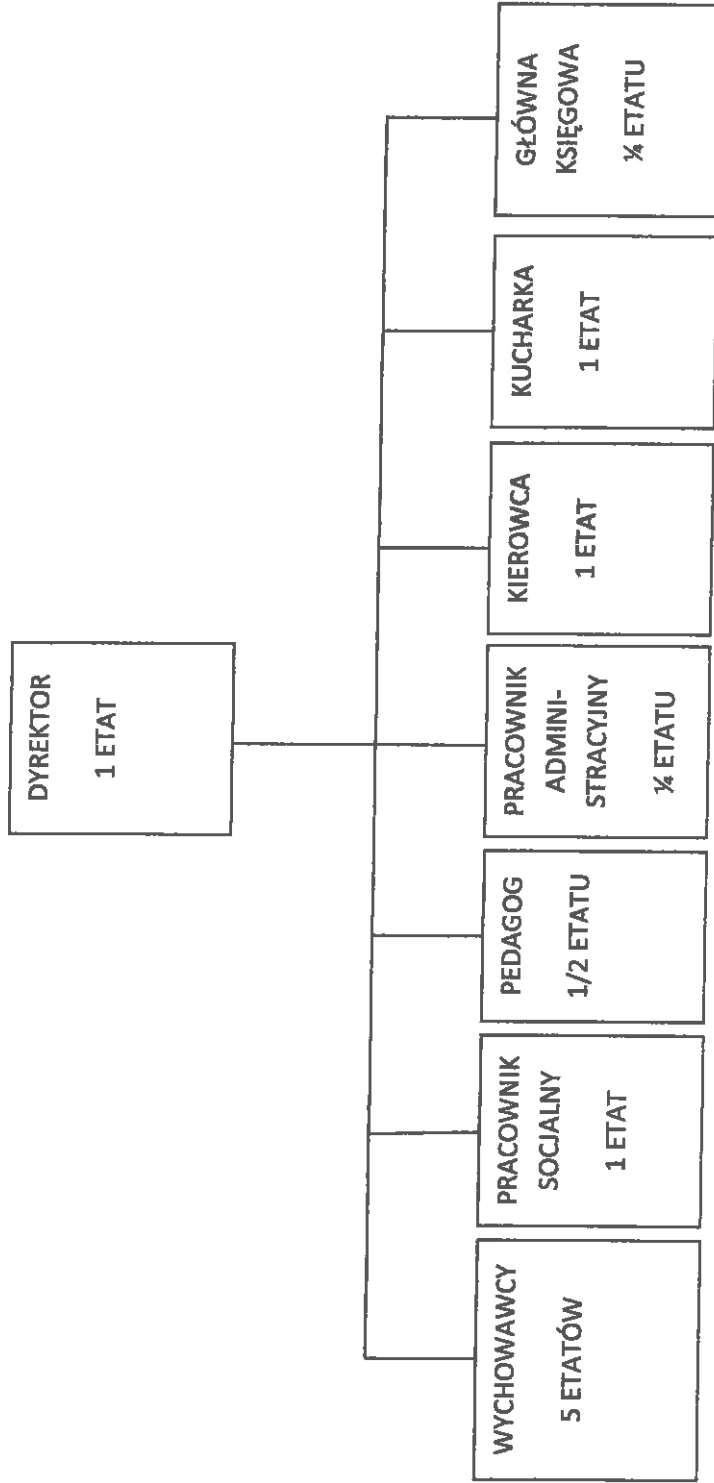 DYREKTOR
1 ETAT
WYCHOWAWCY
5 ETATÓW
PRACOWNIK
SOCJALNY
1 ETAT
PEDAGOG
1/2 ETATU
PRACOWNIK
ADMINI-
STRACYJNY
¼ ETATU
KIEROWCA
1 ETAT
KUCHARKA
1 ETAT
GŁÓWNA
KSIĘGOWA
¼ ETATU